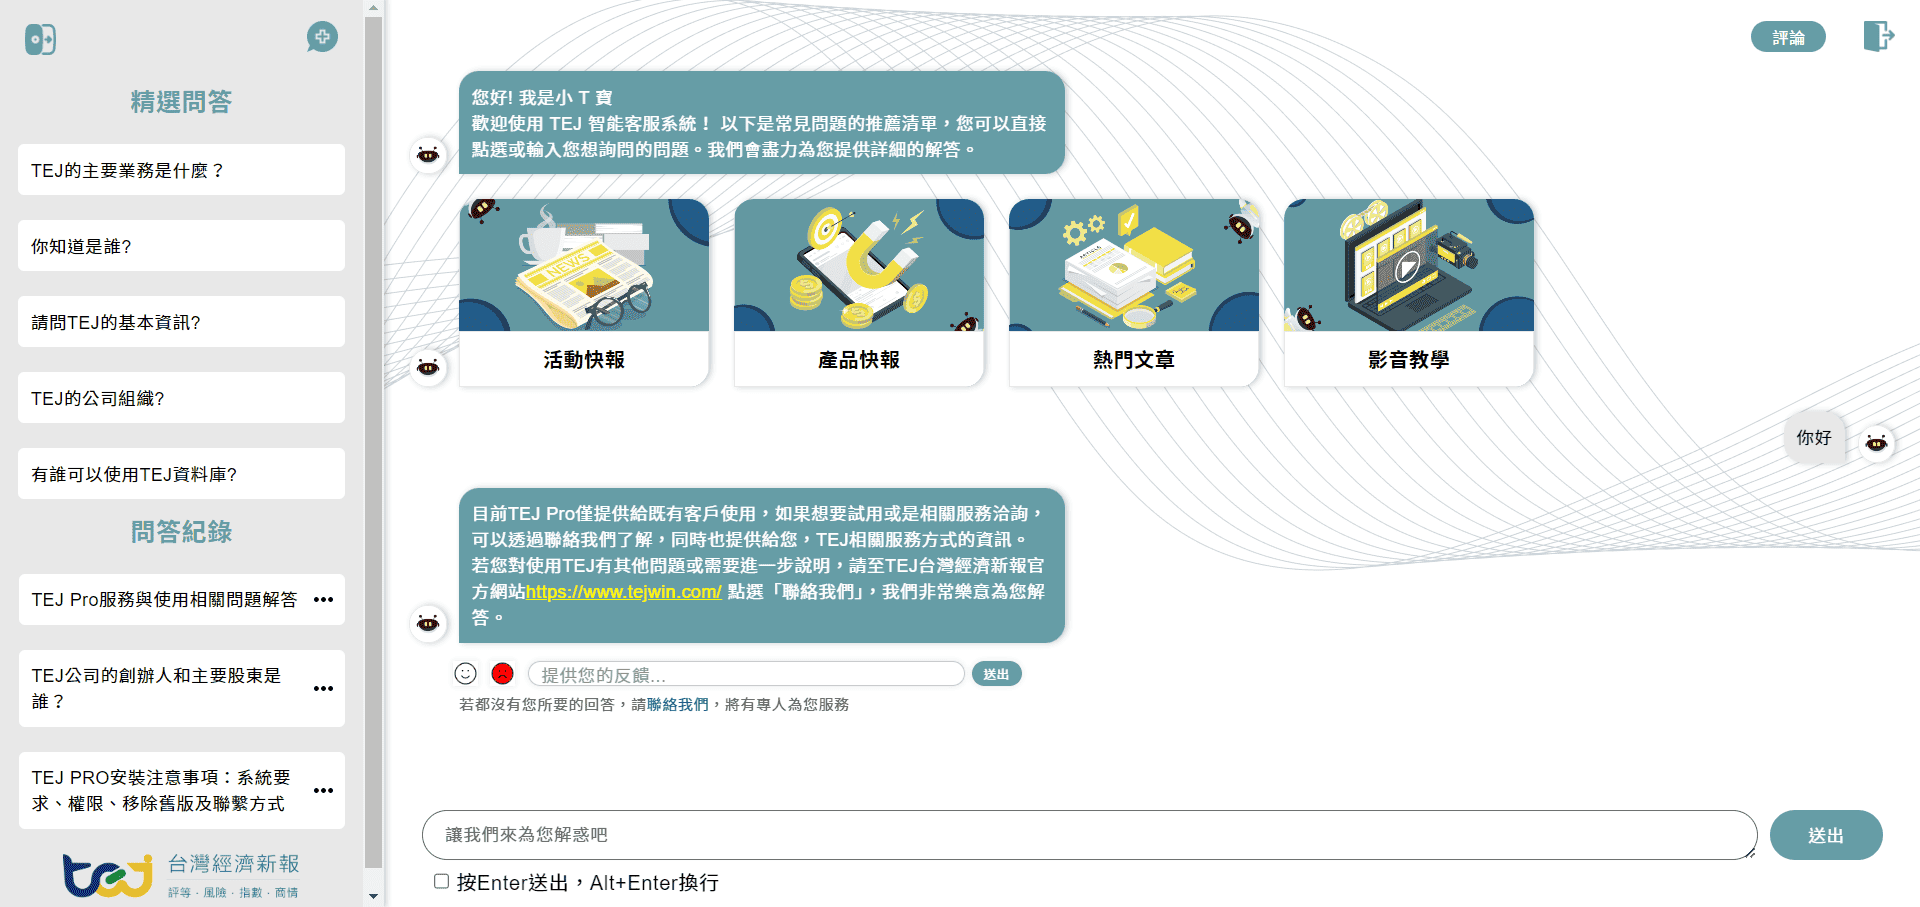 精選問答
TEJ的主要業務是什麼？
你知道是誰?
請問TEJ的基本資訊?
TEJ的公司組織?
有誰可以使用TEJ資料庫?
問答紀錄
TEJ Pro服務與使用相關問題解答
TEJ公司的創辦人和主要股東是
誰？
TEJ PRO安裝注意事項：系統要
求、權限、移除舊版及聯繫方式
tej
台灣經濟新報
評等 · 風險 · 指數 · 商情
評論
您好! 我是小 T 寶
歡迎使用 TEJ 智能客服系統！ 以下是常見問題的推薦清單，您可以直接
點選或輸入您想詢問的問題。我們會盡力為您提供詳細的解答。
NEWS
活動快報
產品快報
熱門文章
影音教學
你好
目前TEJ Pro僅提供給既有客戶使用，如果想要試用或是相關服務洽詢，
可以透過聯絡我們了解，同時也提供給您，TEJ相關服務方式的資訊。
若您對使用TEJ有其他問題或需要進一步說明，請至TEJ台灣經濟新報官
方網站https://www.tejwin.com/ 點選「聯絡我們」，我們非常樂意為您解
答。
提供您的反饋...
送出
若都沒有您所要的回答，請聯絡我們，將有專人為您服務
讓我們來為您解惑吧
送出
按Enter送出，Alt+Enter換行